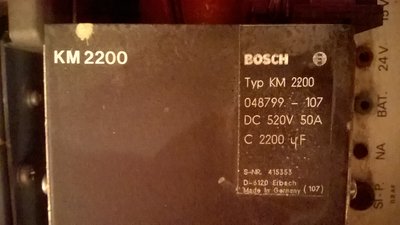 KM 2200
BOSCH
Typ KM 2200
048799 - 107
DC 520V 50A
C 2200 µF
S-NR. 415353
D-6120 Erbach
Made in Germany (107)
15V
24V
BAT.
NA
SI-P